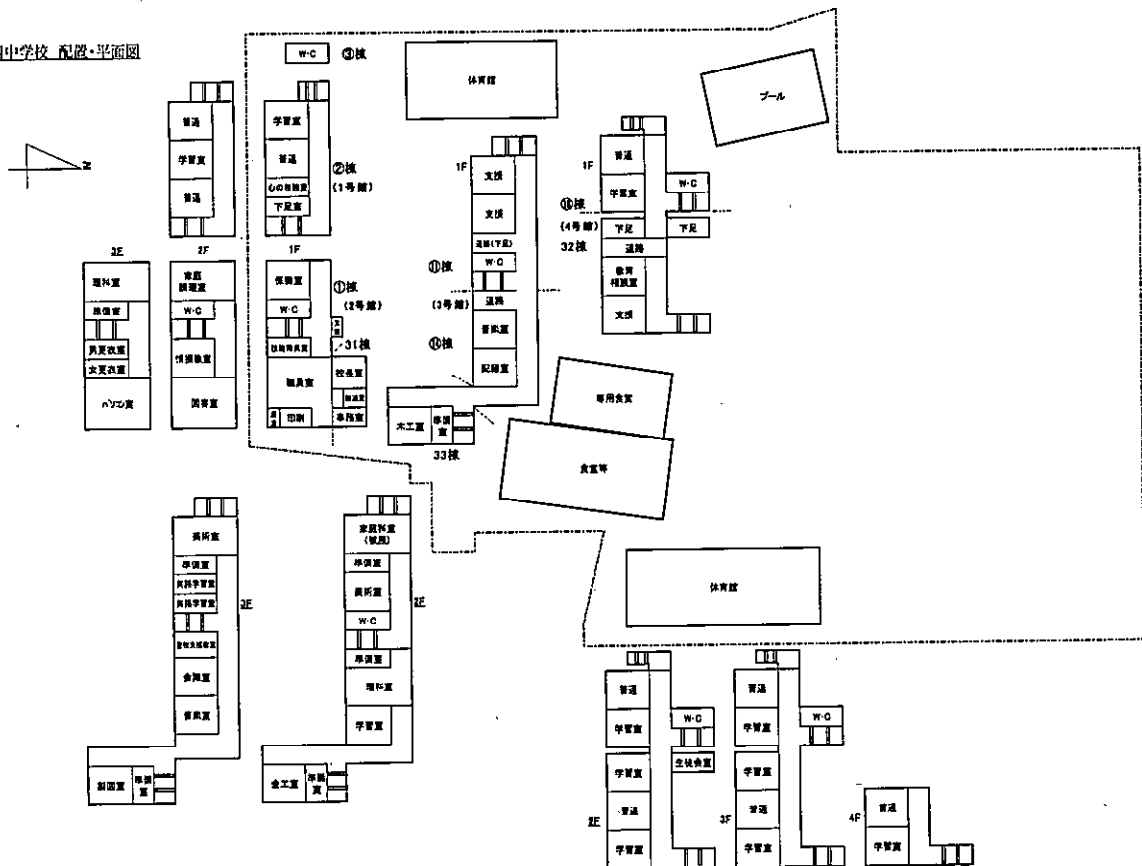 中学校 配置・平面図
W・C
③棟
体育館
プール
普通
学習室
普通
2F
学習室
普通
心の相談室
下足室
1F
②棟
(1号館)
1F
支援
支援
通路(下足)
W・C
⑪棟
(3号館)
通路
音楽室
⑭棟
記録室
木工室
準備室
33棟
1F
普通
学習室
W・C
⑯棟
(4号館)
32棟
下足
下足
通路
教育相談室
支援
3F
理科室
準備室
男更衣室
女更衣室
パソコン室
家庭
調理室
W・C
図書室
保健室
W・C
①棟
(2号館)
31棟
職員室
校長室
印刷
事務室
専用食堂
食堂等
体育館
美術室
準備室
会議室
音楽室
3F
製図室
準備室
家庭科室
(被服)
準備室
美術室
W・C
準備室
理科室
学習室
2F
金工室
準備室
普通
学習室
W・C
生徒会室
学習室
普通
学習室
2F
普通
学習室
W・C
学習室
普通
学習室
3F
普通
学習室
4F
N